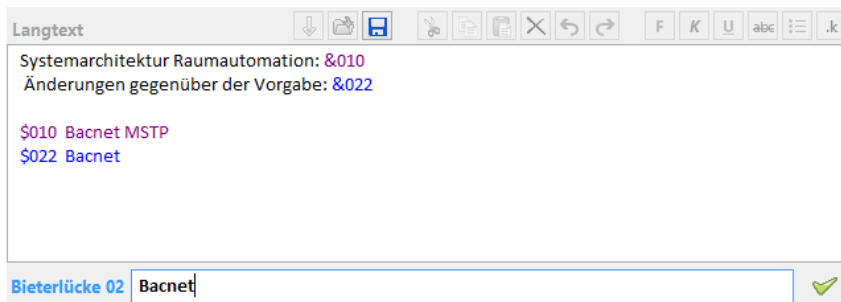 Langtext
F K U abc .k
Systemarchitektur Raumautomation: &010
Änderungen gegenüber der Vorgabe: &022
$010 Bacnet MSTP
$022 Bacnet
Bieterlücke 02 Bacnet